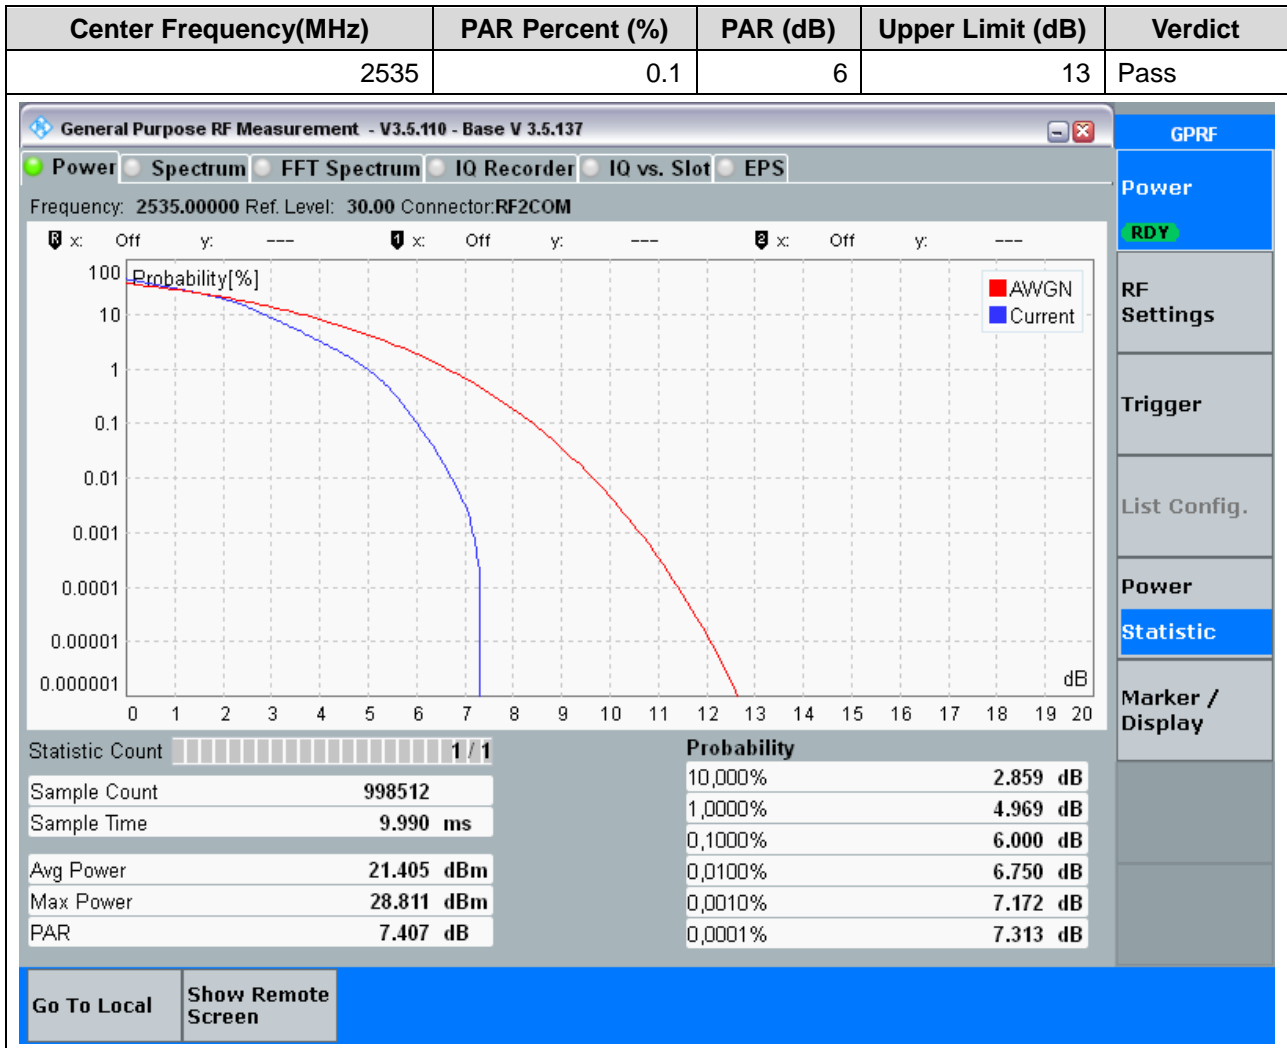 Center Frequency(MHz) PAR Percent (%) PAR (dB) Upper Limit (dB) Verdict
2535 0.1 6 13 Pass
General Purpose RF Measurement - V3.5.110 - Base V 3.5.137
GPRF
Power Spectrum FFT Spectrum IQ Recorder IQ vs. Slot EPS
Power
RDY
Frequency: 2535.00000 Ref. Level: 30.00 Connector:RF2COM
R x: Off y: --- 1 x: Off y: --- 2 x: Off y: ---
Probability[%]
100
10
1
0.1
0.01
0.001
0.0001
0.00001
0.000001
AWGN
Current
dB
0 1 2 3 4 5 6 7 8 9 10 11 12 13 14 15 16 17 18 19 20
RF
Settings
Trigger
List Config.
Power
Statistic
Marker /
Display
Statistic Count 1 / 1
Sample Count 998512
Sample Time 9.990 ms
Avg Power 21.405 dBm
Max Power 28.811 dBm
PAR 7.407 dB
Probability
10,000% 2.859 dB
1,0000% 4.969 dB
0,1000% 6.000 dB
0,0100% 6.750 dB
0,0010% 7.172 dB
0,0001% 7.313 dB
Go To Local
Show Remote
Screen